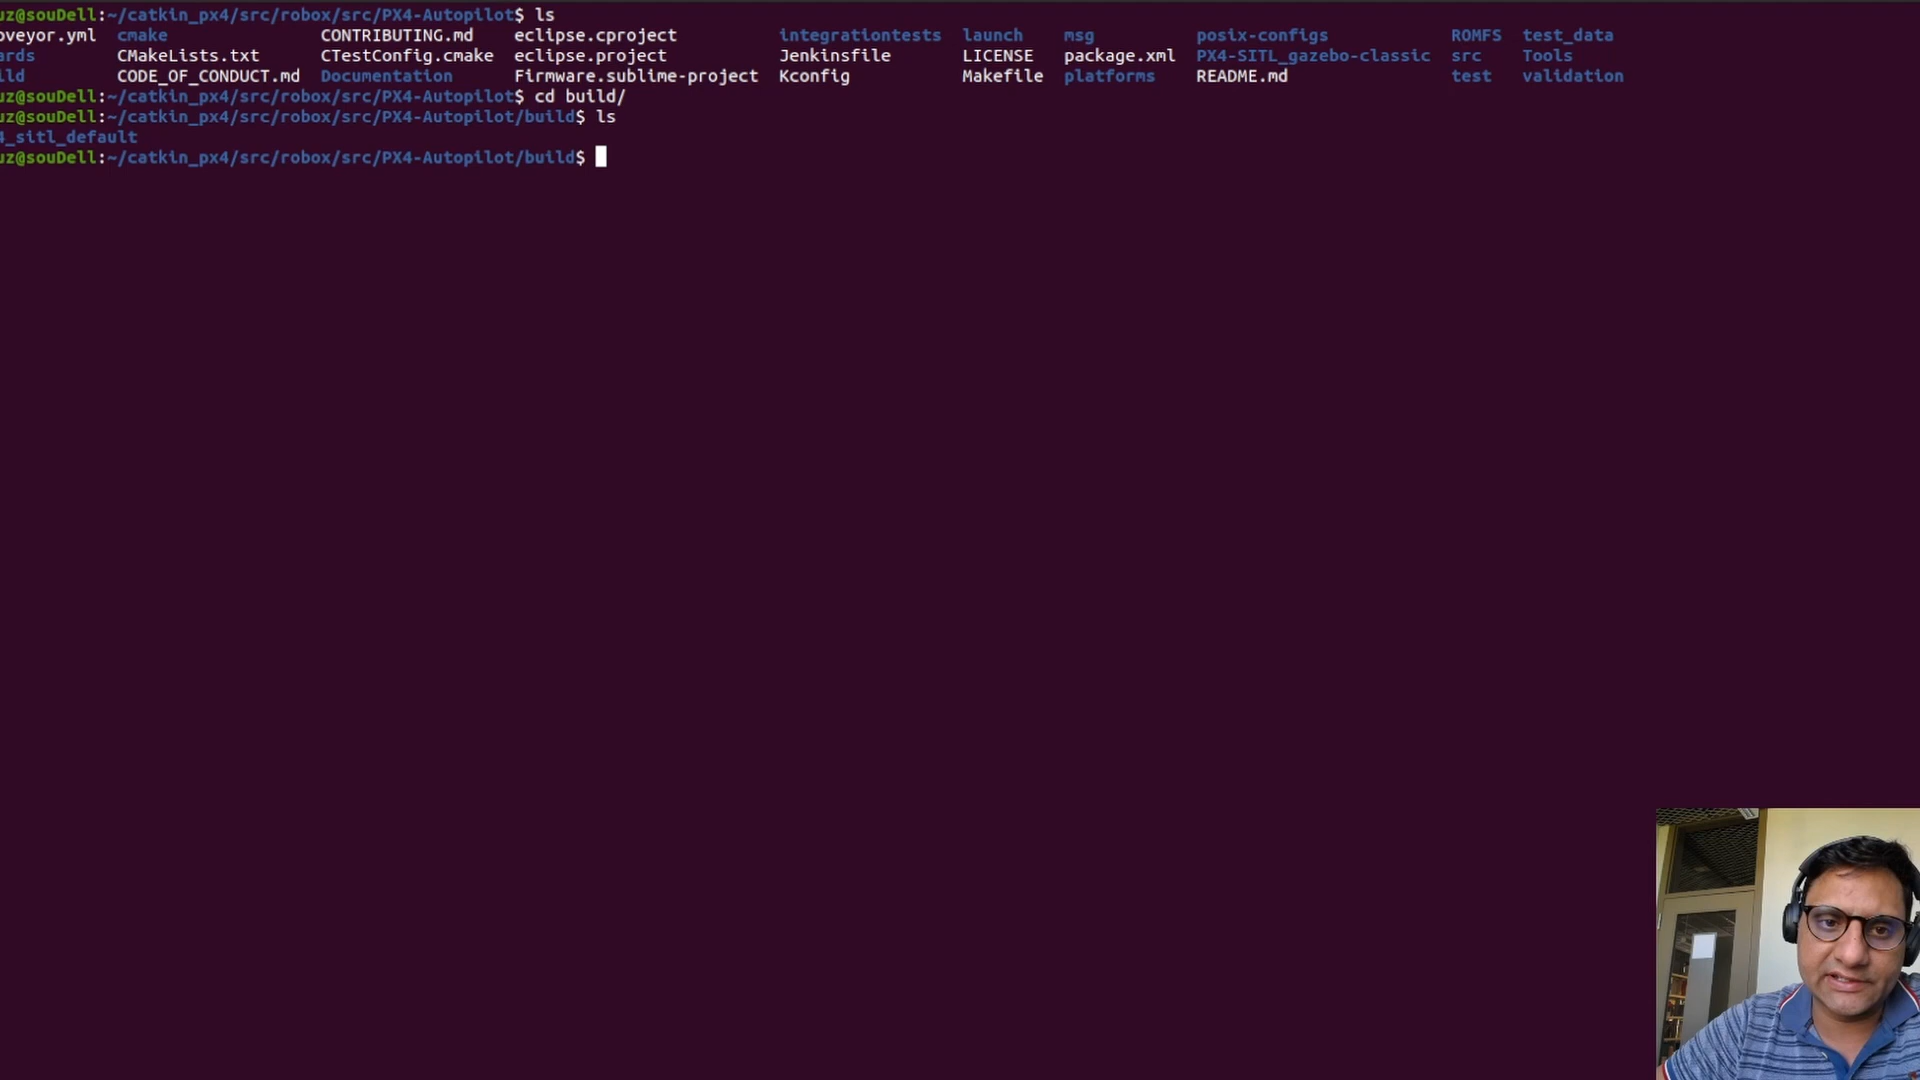 uz@souDell:~/catkin_px4/src/robox/src/PX4-Autopilot$ ls
oveyor.yml cmake CONTRIBUTING.md eclipse.cproject integrationtests launch msg posix-configs ROMFS test_data
ards CMakeLists.txt CTestConfig.cmake eclipse.project Jenkinsfile LICENSE package.xml PX4-SITL_gazebo-classic src Tools
ild CODE_OF_CONDUCT.md Documentation Firmware.sublime-project Kconfig Makefile platforms README.md test validation
uz@souDell:~/catkin_px4/src/robox/src/PX4-Autopilot$ cd build/
uz@souDell:~/catkin_px4/src/robox/src/PX4-Autopilot/build$ ls
4_sitl_default
uz@souDell:~/catkin_px4/src/robox/src/PX4-Autopilot/build$